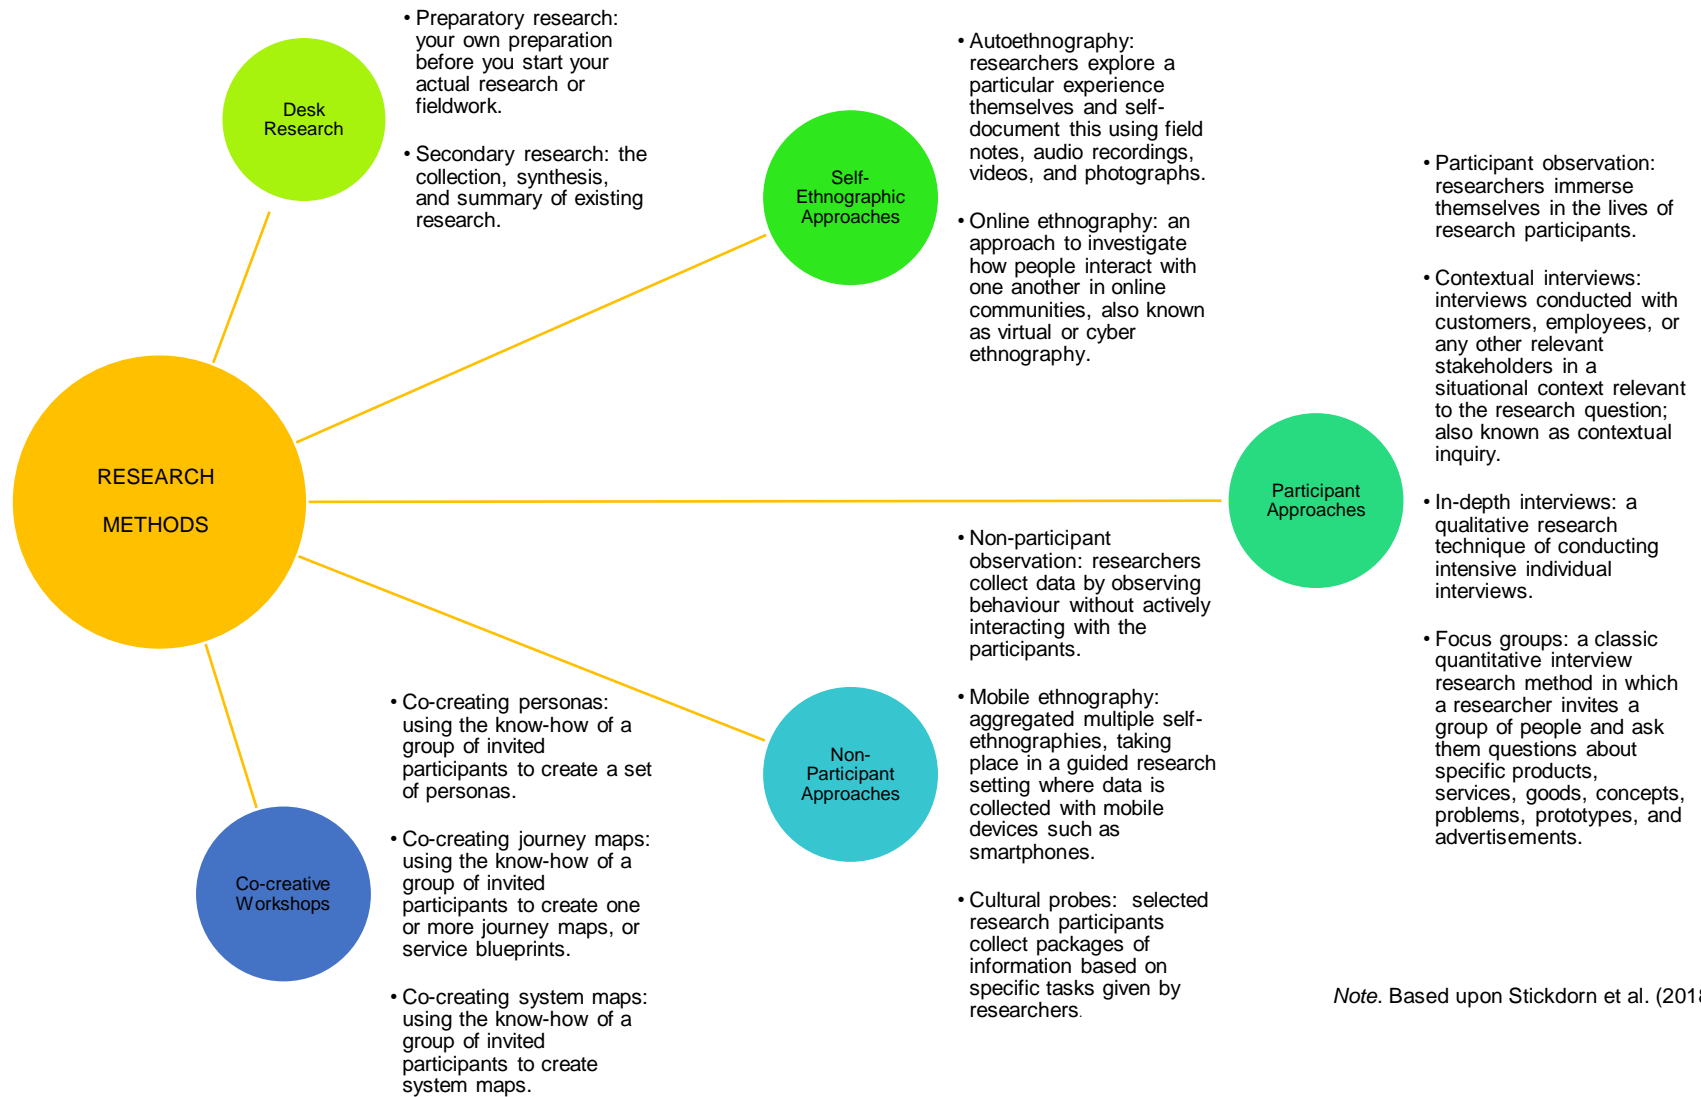 RESEARCH
METHODS
Desk
Research
• Preparatory research:
your own preparation
before you start your
actual research or
fieldwork.
• Secondary research: the
collection, synthesis,
and summary of existing
research.
Self-
Ethnographic
Approaches
• Autoethnography:
researchers explore a
particular experience
themselves and self-
document this using field
notes, audio recordings,
videos, and photographs.
• Online ethnography: an
approach to investigate
how people interact with
one another in online
communities, also known
as virtual or cyber
ethnography.
Participant
Approaches
• Participant observation:
researchers immerse
themselves in the lives of
research participants.
• Contextual interviews:
interviews conducted with
customers, employees, or
any other relevant
stakeholders in a
situational context relevant
to the research question;
also known as contextual
inquiry.
• In-depth interviews: a
qualitative research
technique of conducting
intensive individual
interviews.
• Focus groups: a classic
quantitative interview
research method in which
a researcher invites a
group of people and ask
them questions about
specific products,
services, goods, concepts,
problems, prototypes, and
advertisements.
Non-
Participant
Approaches
• Non-participant
observation: researchers
collect data by observing
behaviour without actively
interacting with the
participants.
• Mobile ethnography:
aggregated multiple self-
ethnographies, taking
place in a guided research
setting where data is
collected with mobile
devices such as
smartphones.
• Cultural probes: selected
research participants
collect packages of
information based on
specific tasks given by
researchers.
Co-creative
Workshops
• Co-creating personas:
using the know-how of a
group of invited
participants to create a set
of personas.
• Co-creating journey maps:
using the know-how of a
group of invited
participants to create one
or more journey maps, or
service blueprints.
• Co-creating system maps:
using the know-how of a
group of invited
participants to create
system maps.
Note. Based upon Stickdorn et al. (2018